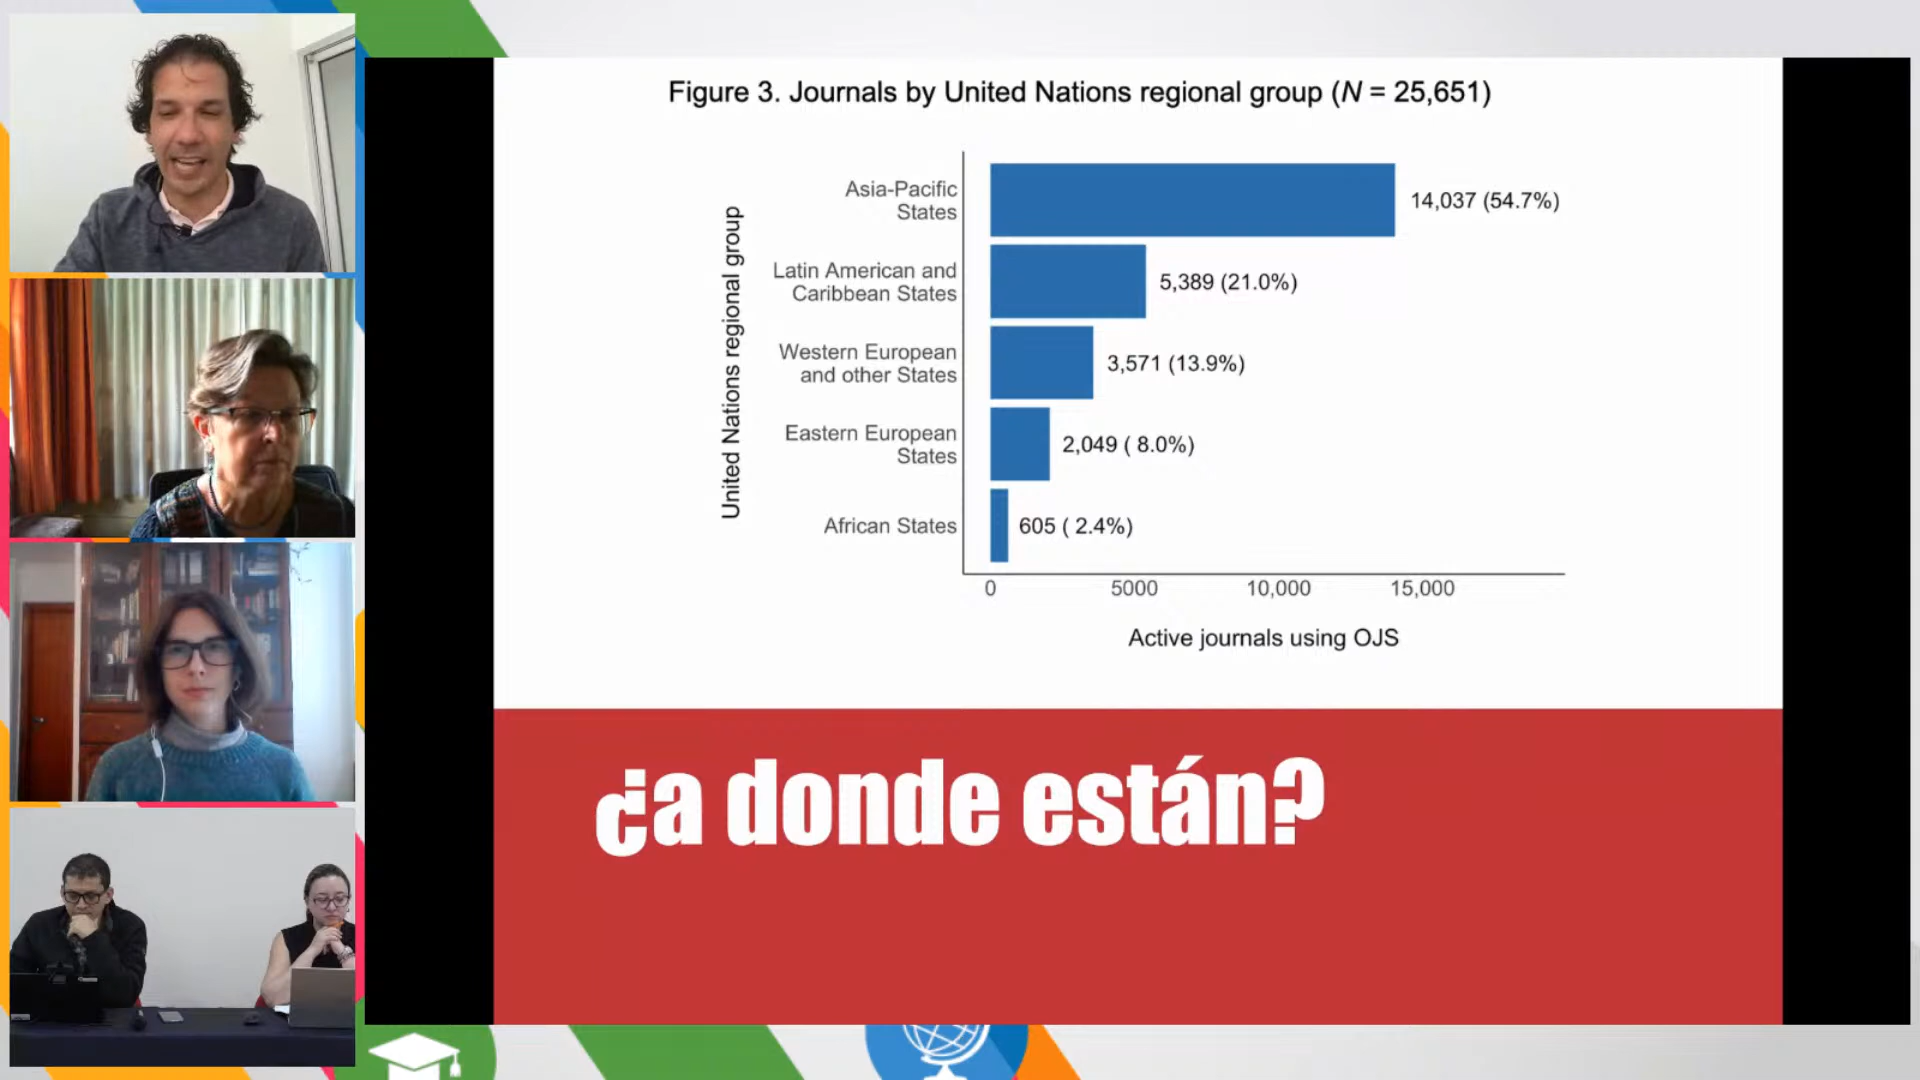 Figure 3. Journals by United Nations regional group (N = 25,651)
United Nations regional group
Asia-Pacific
States
14,037 (54.7%)
Latin American and
Caribbean States
5,389 (21.0%)
Western European
and other States
3,571 (13.9%)
Eastern European
States
2,049 ( 8.0%)
African States
605 ( 2.4%)
0 5000 10,000 15,000
Active journals using OJS
¿a donde están?